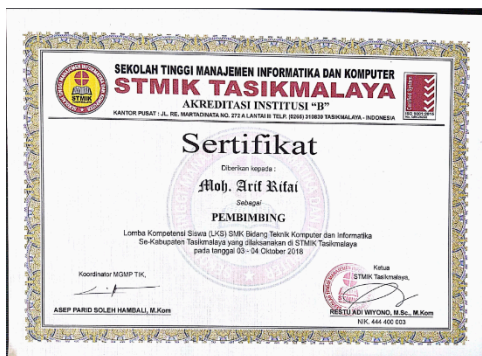 SEKOLAH TINGGI MANAJEMEN INFORMATIKA DAN KOMPUTER
STMIK TASIKMALAYA
AKREDITASI INSTITUSI "B"
KANTOR PUSAT : JL. RE. MARTADINATA NO. 272 A LANTAI III TELP. (0265) 310830 TASIKMALAYA - INDONESIA
STMIK
Sertifikat
Diberikan kepada :
Moh. Arif Rifai
Sebagai
PEMBIMBING
Lomba Kompetensi Siswa (LKS) SMK Bidang Teknik Komputer dan Informatika
Se-Kabupaten Tasikmalaya yang dilaksanakan di STMIK Tasikmalaya
pada tanggal 03 - 04 Oktober 2018
Koordinator MGMP TIK,
ASEP PARID SOLEH HAMBALI, M.Kom
Ketua
STMIK Tasikmalaya,
RESTU ADI WIYONO, M.Sc., M.Kom
NIK. 444 400 003